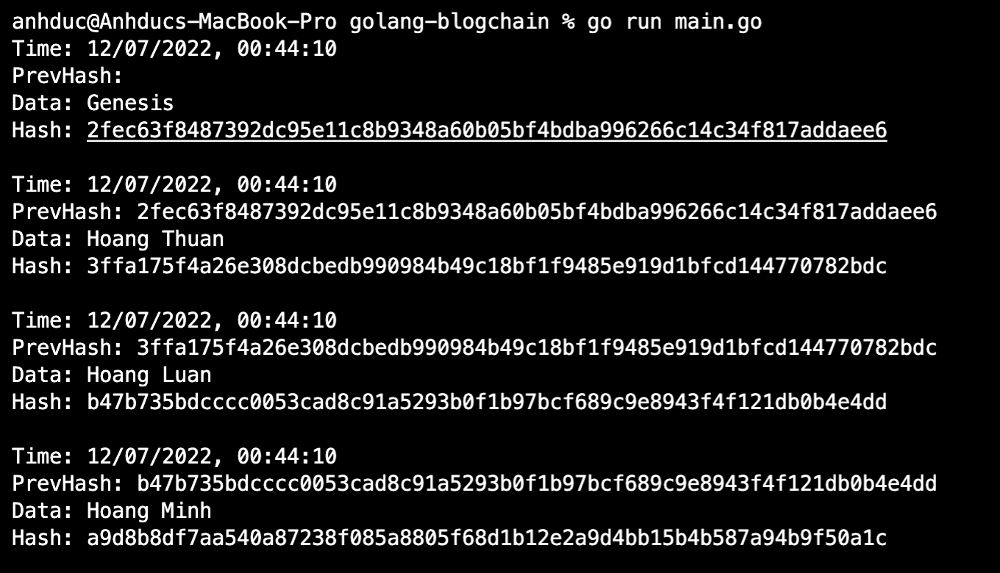 anhduc@Anhducs-MacBook-Pro golang-blogchain % go run main.go
Time: 12/07/2022, 00:44:10
PrevHash:
Data: Genesis
Hash: 2fec63f8487392dc95e11c8b9348a60b05bf4bdba996266c14c34f817addaee6
Time: 12/07/2022, 00:44:10
PrevHash: 2fec63f8487392dc95e11c8b9348a60b05bf4bdba996266c14c34f817addaee6
Data: Hoang Thuan
Hash: 3ffa175f4a26e308dcbedb990984b49c18bf1f9485e919d1bfcd144770782bdc
Time: 12/07/2022, 00:44:10
PrevHash: 3ffa175f4a26e308dcbedb990984b49c18bf1f9485e919d1bfcd144770782bdc
Data: Hoang Luan
Hash: b47b735bdcccc0053cad8c91a5293b0f1b97bcf689c9e8943f4f121db0b4e4dd
Time: 12/07/2022, 00:44:10
PrevHash: b47b735bdcccc0053cad8c91a5293b0f1b97bcf689c9e8943f4f121db0b4e4dd
Data: Hoang Minh
Hash: a9d8b8df7aa540a87238f085a8805f68d1b12e2a9d4bb15b4b587a94b9f50a1c